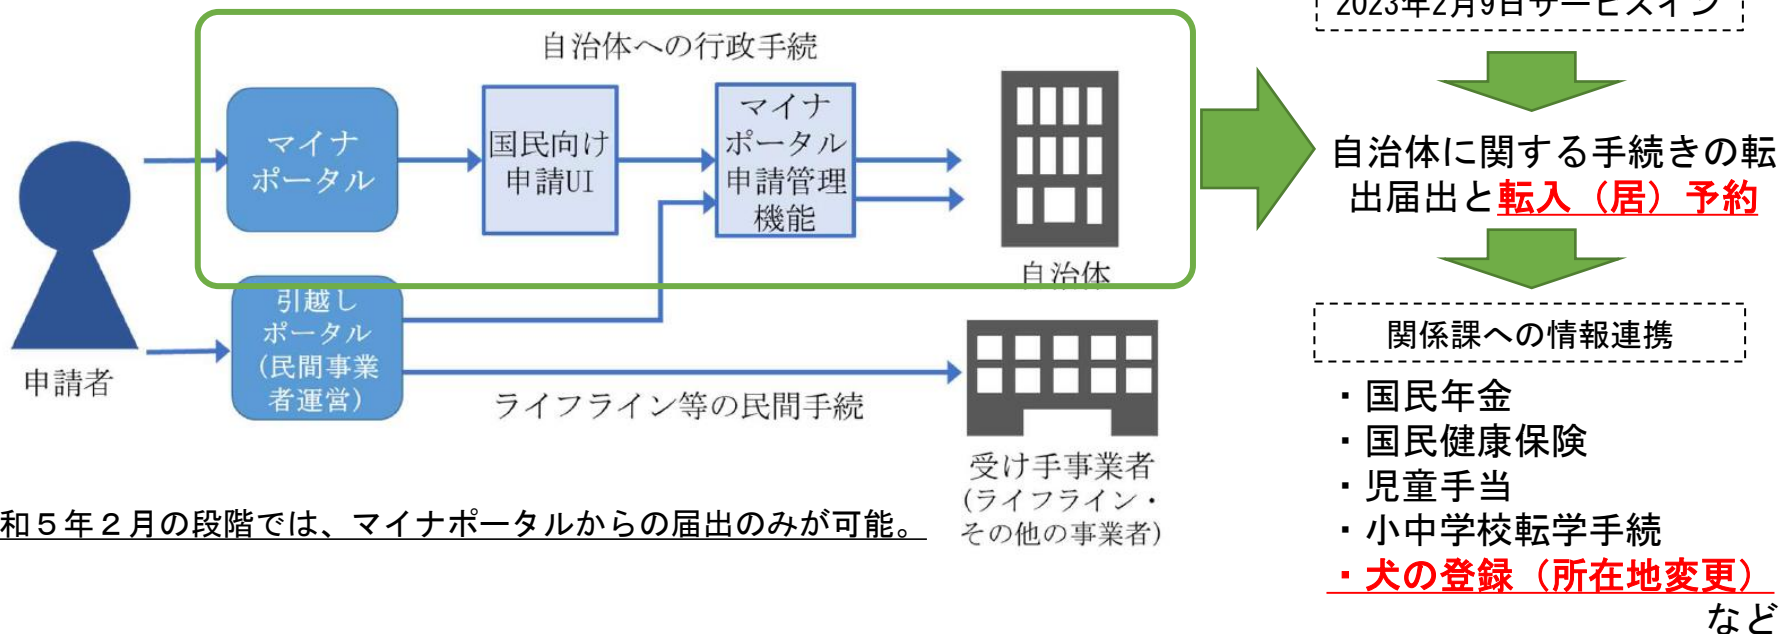 自治体への行政手続
マイナ
ポータル
国民向け
申請UI
マイナ
ポータル
申請管理
機能
自治体
申請者
引越し
ポータル
(民間事業
者運営)
ライフライン等の民間手続
受け手事業者
(ライフライン・
その他の事業者)
和５年２月の段階では、マイナポータルからの届出のみが可能。
2023年2月9日サービスイン
自治体に関する手続きの転
出届出と転入（居）予約
関係課への情報連携
・国民年金
・国民健康保険
・児童手当
・小中学校転学手続
・犬の登録（所在地変更）
など